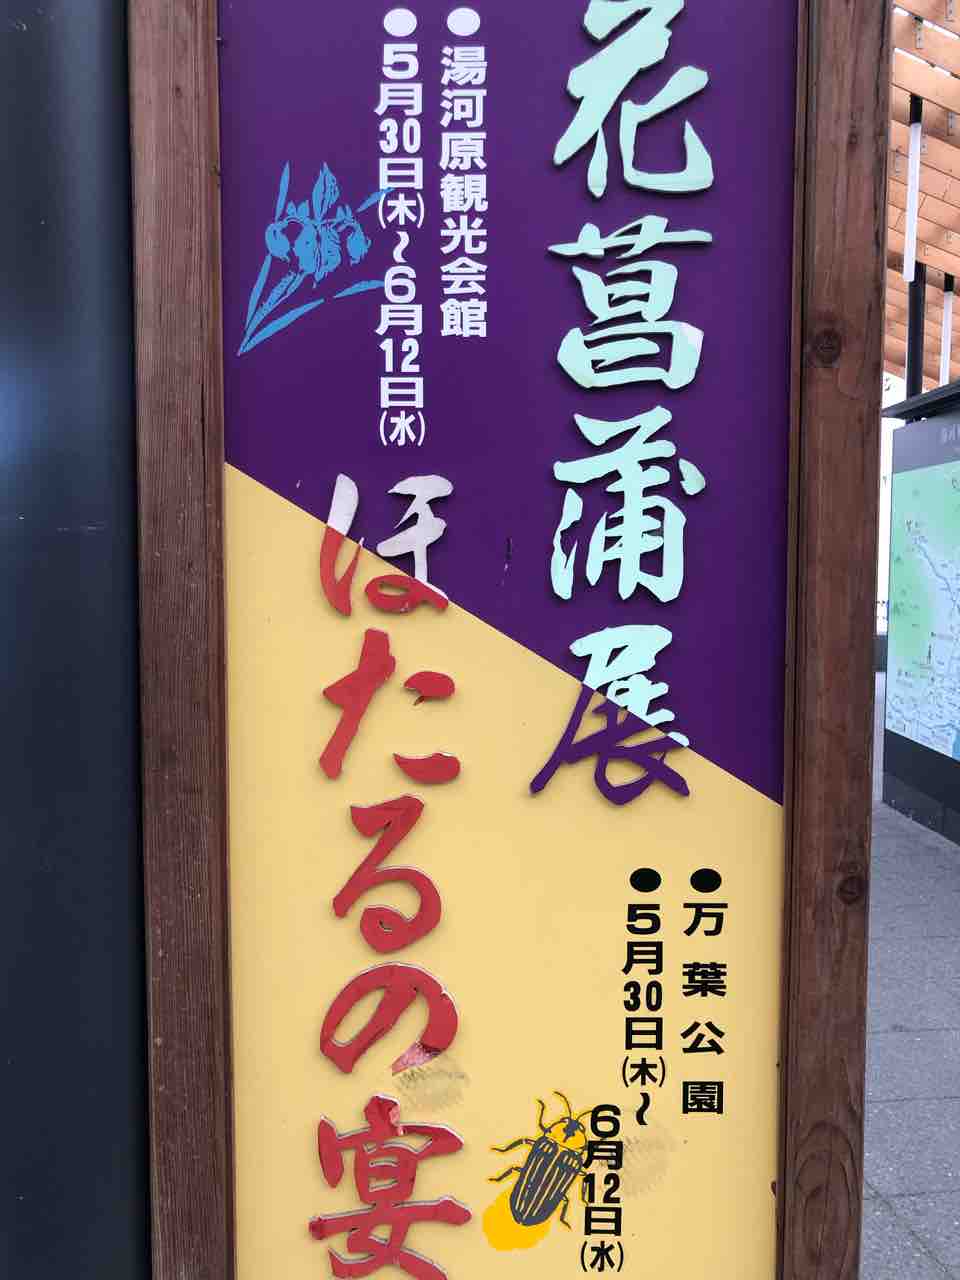 花菖蒲展
●湯河原観光会館
●5月30日(木)~6月12日(水)
ほたるの宴
●万葉公園
●5月30日(木)~
6月12日(水)